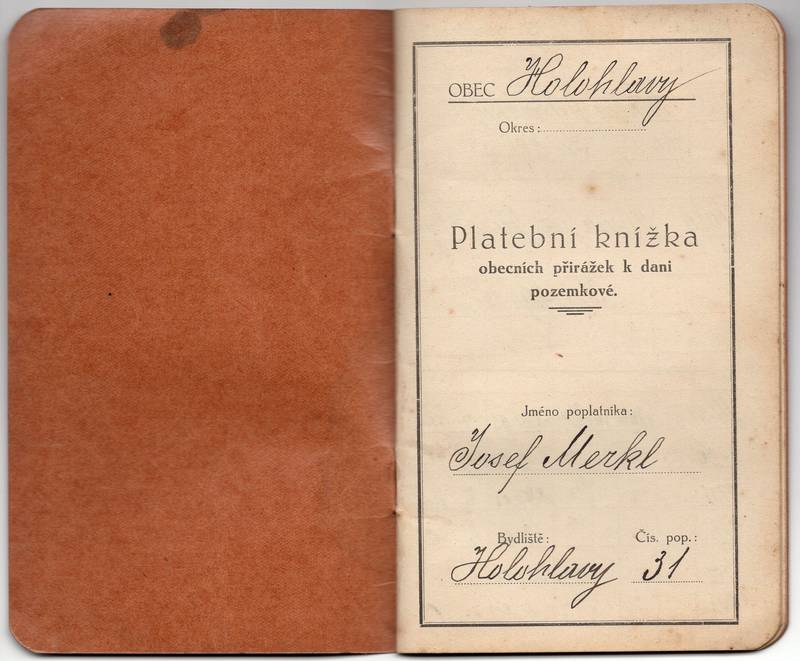 OBEC Holohlavy
Okres:
Platební knížka
obecních přirážek k dani
pozemkové.
Jméno poplatníka:
Josef Merkl
Bydliště: Čís. pop.:
Holohlavy 31